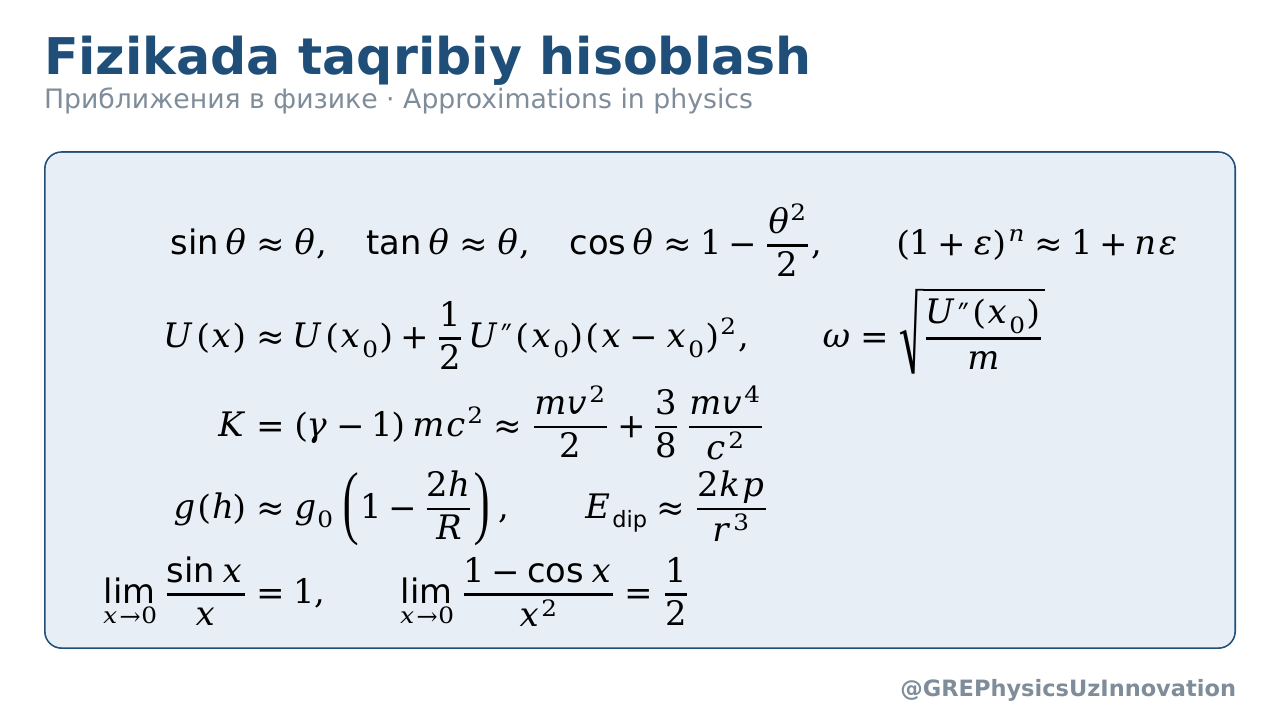 Fizikada taqribiy hisoblash
Приближения в физике · Approximations in physics
sin θ ≈ θ, tan θ ≈ θ, cos θ ≈ 1 − θ²/2, (1 + ε)ⁿ ≈ 1 + nε
U(x) ≈ U(x₀) + 1/2 U″(x₀)(x − x₀)², ω = √(U″(x₀)/m)
K = (γ − 1) mc² ≈ mv²/2 + 3/8 mv⁴/c²
g(h) ≈ g₀ (1 − 2h/R), E_dip ≈ 2kp/r³
lim x→0 sin x/x = 1, lim x→0 (1 − cos x)/x² = 1/2
@GREPhysicsUzInnovation